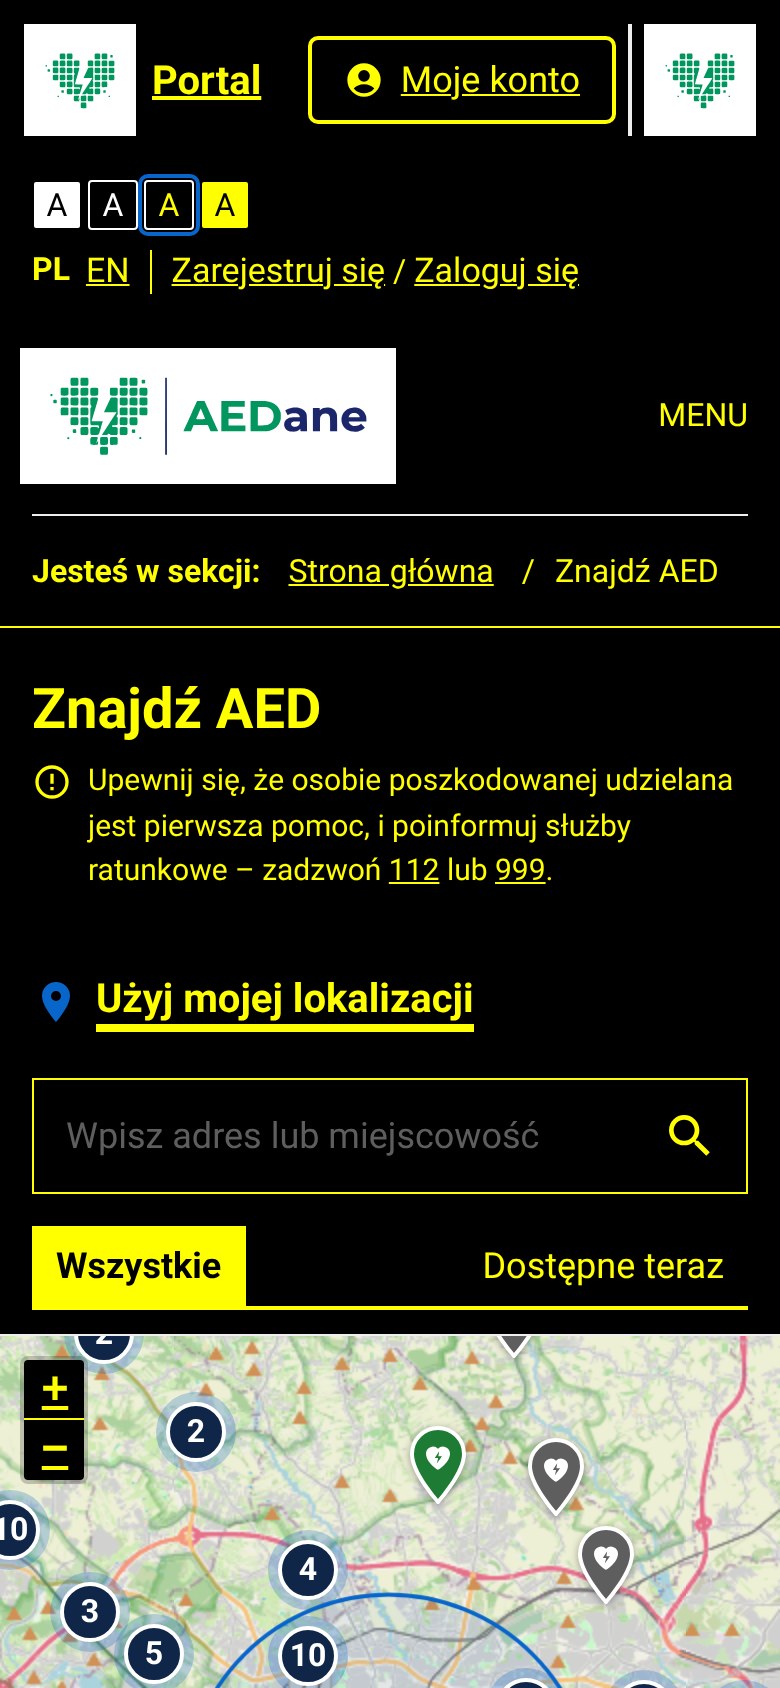 Portal
Moje konto
A A A A
PL EN Zarejestruj się / Zaloguj się
AEDane
MENU
Jesteś w sekcji: Strona główna / Znajdź AED
Znajdź AED
Upewnij się, że osobie poszkodowanej udzielana
jest pierwsza pomoc, i poinformuj służby
ratunkowe – zadzwoń 112 lub 999.
Użyj mojej lokalizacji
Wpisz adres lub miejscowość
Wszystkie
Dostępne teraz
2
+
2
−
10
4
3
5
10